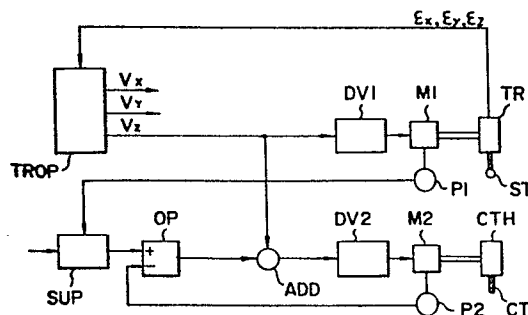 εx, εy, εz
Vx
Vy
Vz
DV1
M1
TR
TROP
P1
ST
OP
DV2
M2
CTH
SUP
+
−
ADD
P2
CT